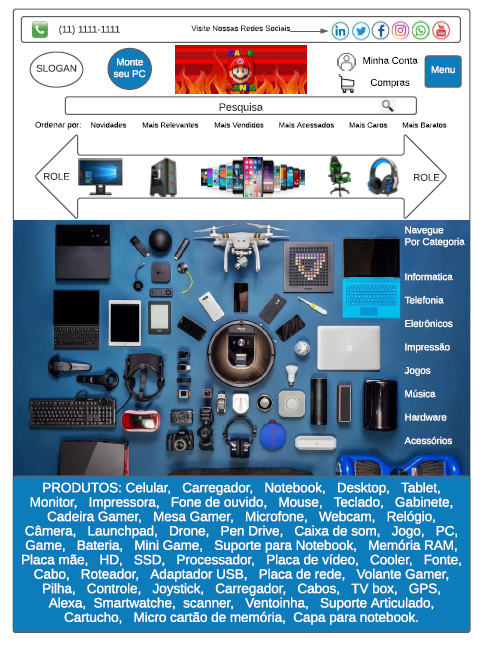 (11) 1111-1111
Visite Nossas Redes Sociais
SLOGAN
Monte
seu PC
GAME
MANIA
Minha Conta
Compras
Menu
Pesquisa
Ordenar por: Novidades Mais Relevantes Mais Vendidos Mais Acessados Mais Caros Mais Baratos
ROLE
ROLE
Navegue
Por Categoria
Informatica
Telefonia
Eletrônicos
Impressão
Jogos
Música
Hardware
Acessórios
PRODUTOS: Celular, Carregador, Notebook, Desktop, Tablet,
Monitor, Impressora, Fone de ouvido, Mouse, Teclado, Gabinete,
Cadeira Gamer, Mesa Gamer, Microfone, Webcam, Relógio,
Câmera, Launchpad, Drone, Pen Drive, Caixa de som, Jogo, PC,
Game, Bateria, Mini Game, Suporte para Notebook, Memória RAM,
Placa mãe, HD, SSD, Processador, Placa de vídeo, Cooler, Fonte,
Cabo, Roteador, Adaptador USB, Placa de rede, Volante Gamer,
Pilha, Controle, Joystick, Carregador, Cabos, TV box, GPS,
Alexa, Smartwatche, scanner, Ventoinha, Suporte Articulado,
Cartucho, Micro cartão de memória, Capa para notebook.